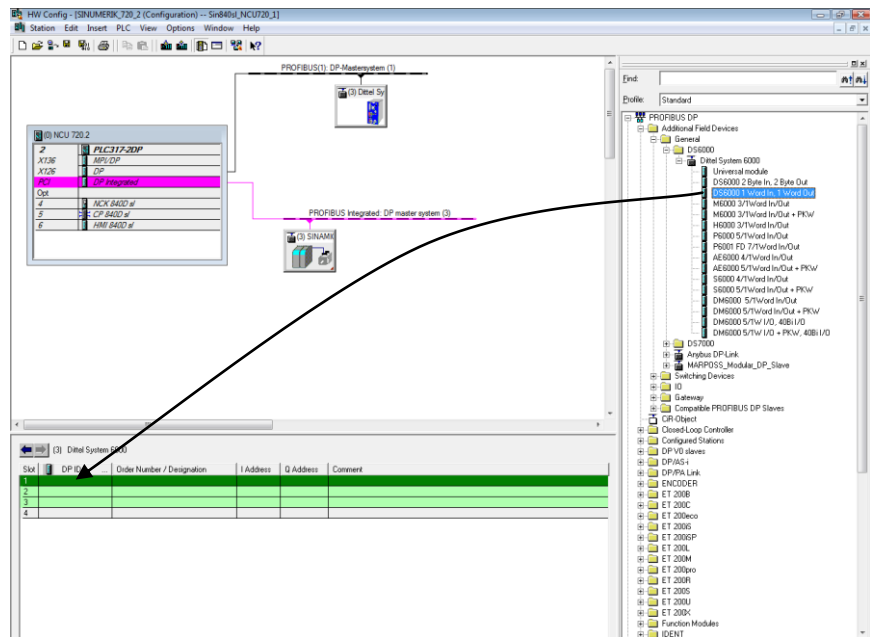 HW Config - [SINUMERIK_720_2 (Configuration) -- Sin840sl_NCU720_1]
Station Edit Insert PLC View Options Window Help
PROFIBUS(1): DP-Mastersystem (1)
(3) Dittel Sy
(0) NCU 720.2
2 PLC317-2DP
X136 MPI/DP
X126 DP
PCI DP Integrated
Opt
4 NCK 840D sl
5 CP 840D sl
6 HMI 840D sl
PROFIBUS Integrated: DP master system (3)
(3) SINAM
(3) Dittel System 6000
Slot DP ID ... Order Number / Designation I Address Q Address Comment
1
2
3
4
Find:
Profile: Standard
PROFIBUS DP
Additional Field Devices
General
DS6000
Dittel System 6000
Universal module
DS6000 2 Byte In, 2 Byte Out
DS6000 1 Word In, 1 Word Out
M6000 3/1Word In/Out
M6000 3/1Word In/Out + PKW
H6000 3/1Word In/Out
P6000 5/1Word In/Out
P6001 FD 7/1Word In/Out
AE6000 4/1Word In/Out
AE6000 5/1Word In/Out + PKW
S6000 4/1Word In/Out
S6000 5/1Word In/Out + PKW
DM6000 5/1Word In/Out
DM6000 5/1Word In/Out + PKW
DM6000 5/1W I/O, 40Bi I/O
DM6000 5/1W I/O + PKW, 40Bi I/O
DS7000
Anybus DP-Link
MARPOSS_Modular_DP_Slave
Switching Devices
IO
Gateway
Compatible PROFIBUS DP Slaves
CiR-Object
Closed-Loop Controller
Configured Stations
DP V0 slaves
DP/AS-i
DP/PA Link
ENCODER
ET 200B
ET 200C
ET 200eco
ET 200iS
ET 200iSP
ET 200L
ET 200M
ET 200pro
ET 200R
ET 200S
ET 200U
ET 200X
Function Modules
IDENT